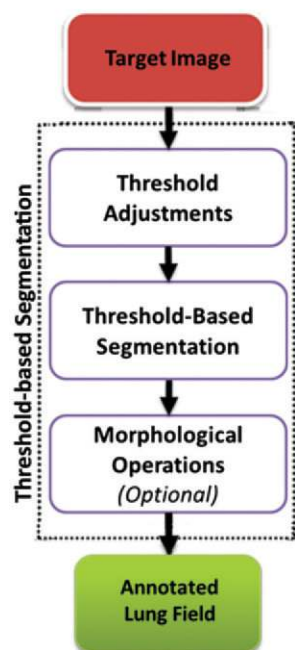 Target Image
Threshold-based Segmentation
Threshold
Adjustments
Threshold-Based
Segmentation
Morphological
Operations
(Optional)
Annotated
Lung Field